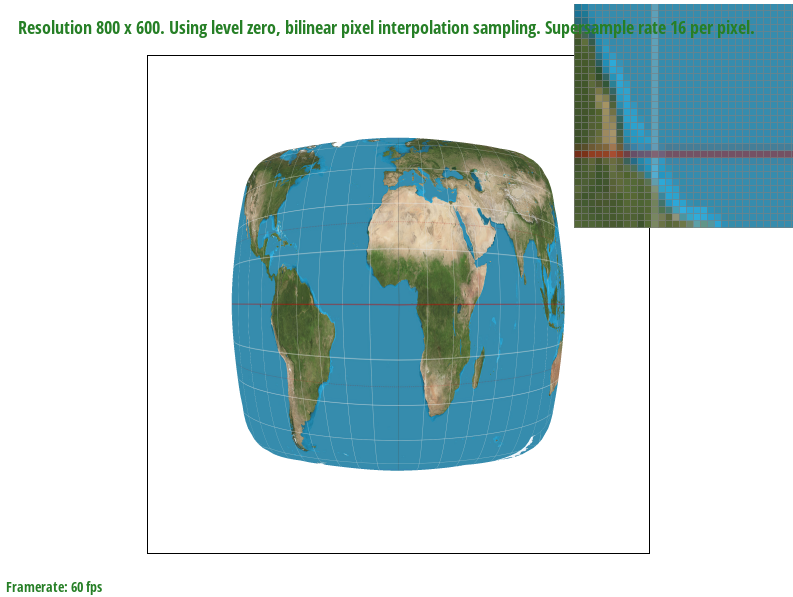 Resolution 800 x 600. Using level zero, bilinear pixel interpolation sampling. Supersample rate 16 per pixel.
Framerate: 60 fps